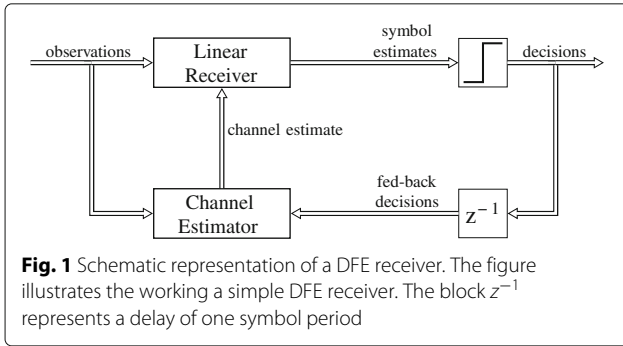 observations
Linear
Receiver
symbol
estimates
decisions
channel estimate
Channel
Estimator
fed-back
decisions
z⁻¹
Fig. 1 Schematic representation of a DFE receiver. The figure
illustrates the working a simple DFE receiver. The block z⁻¹
represents a delay of one symbol period